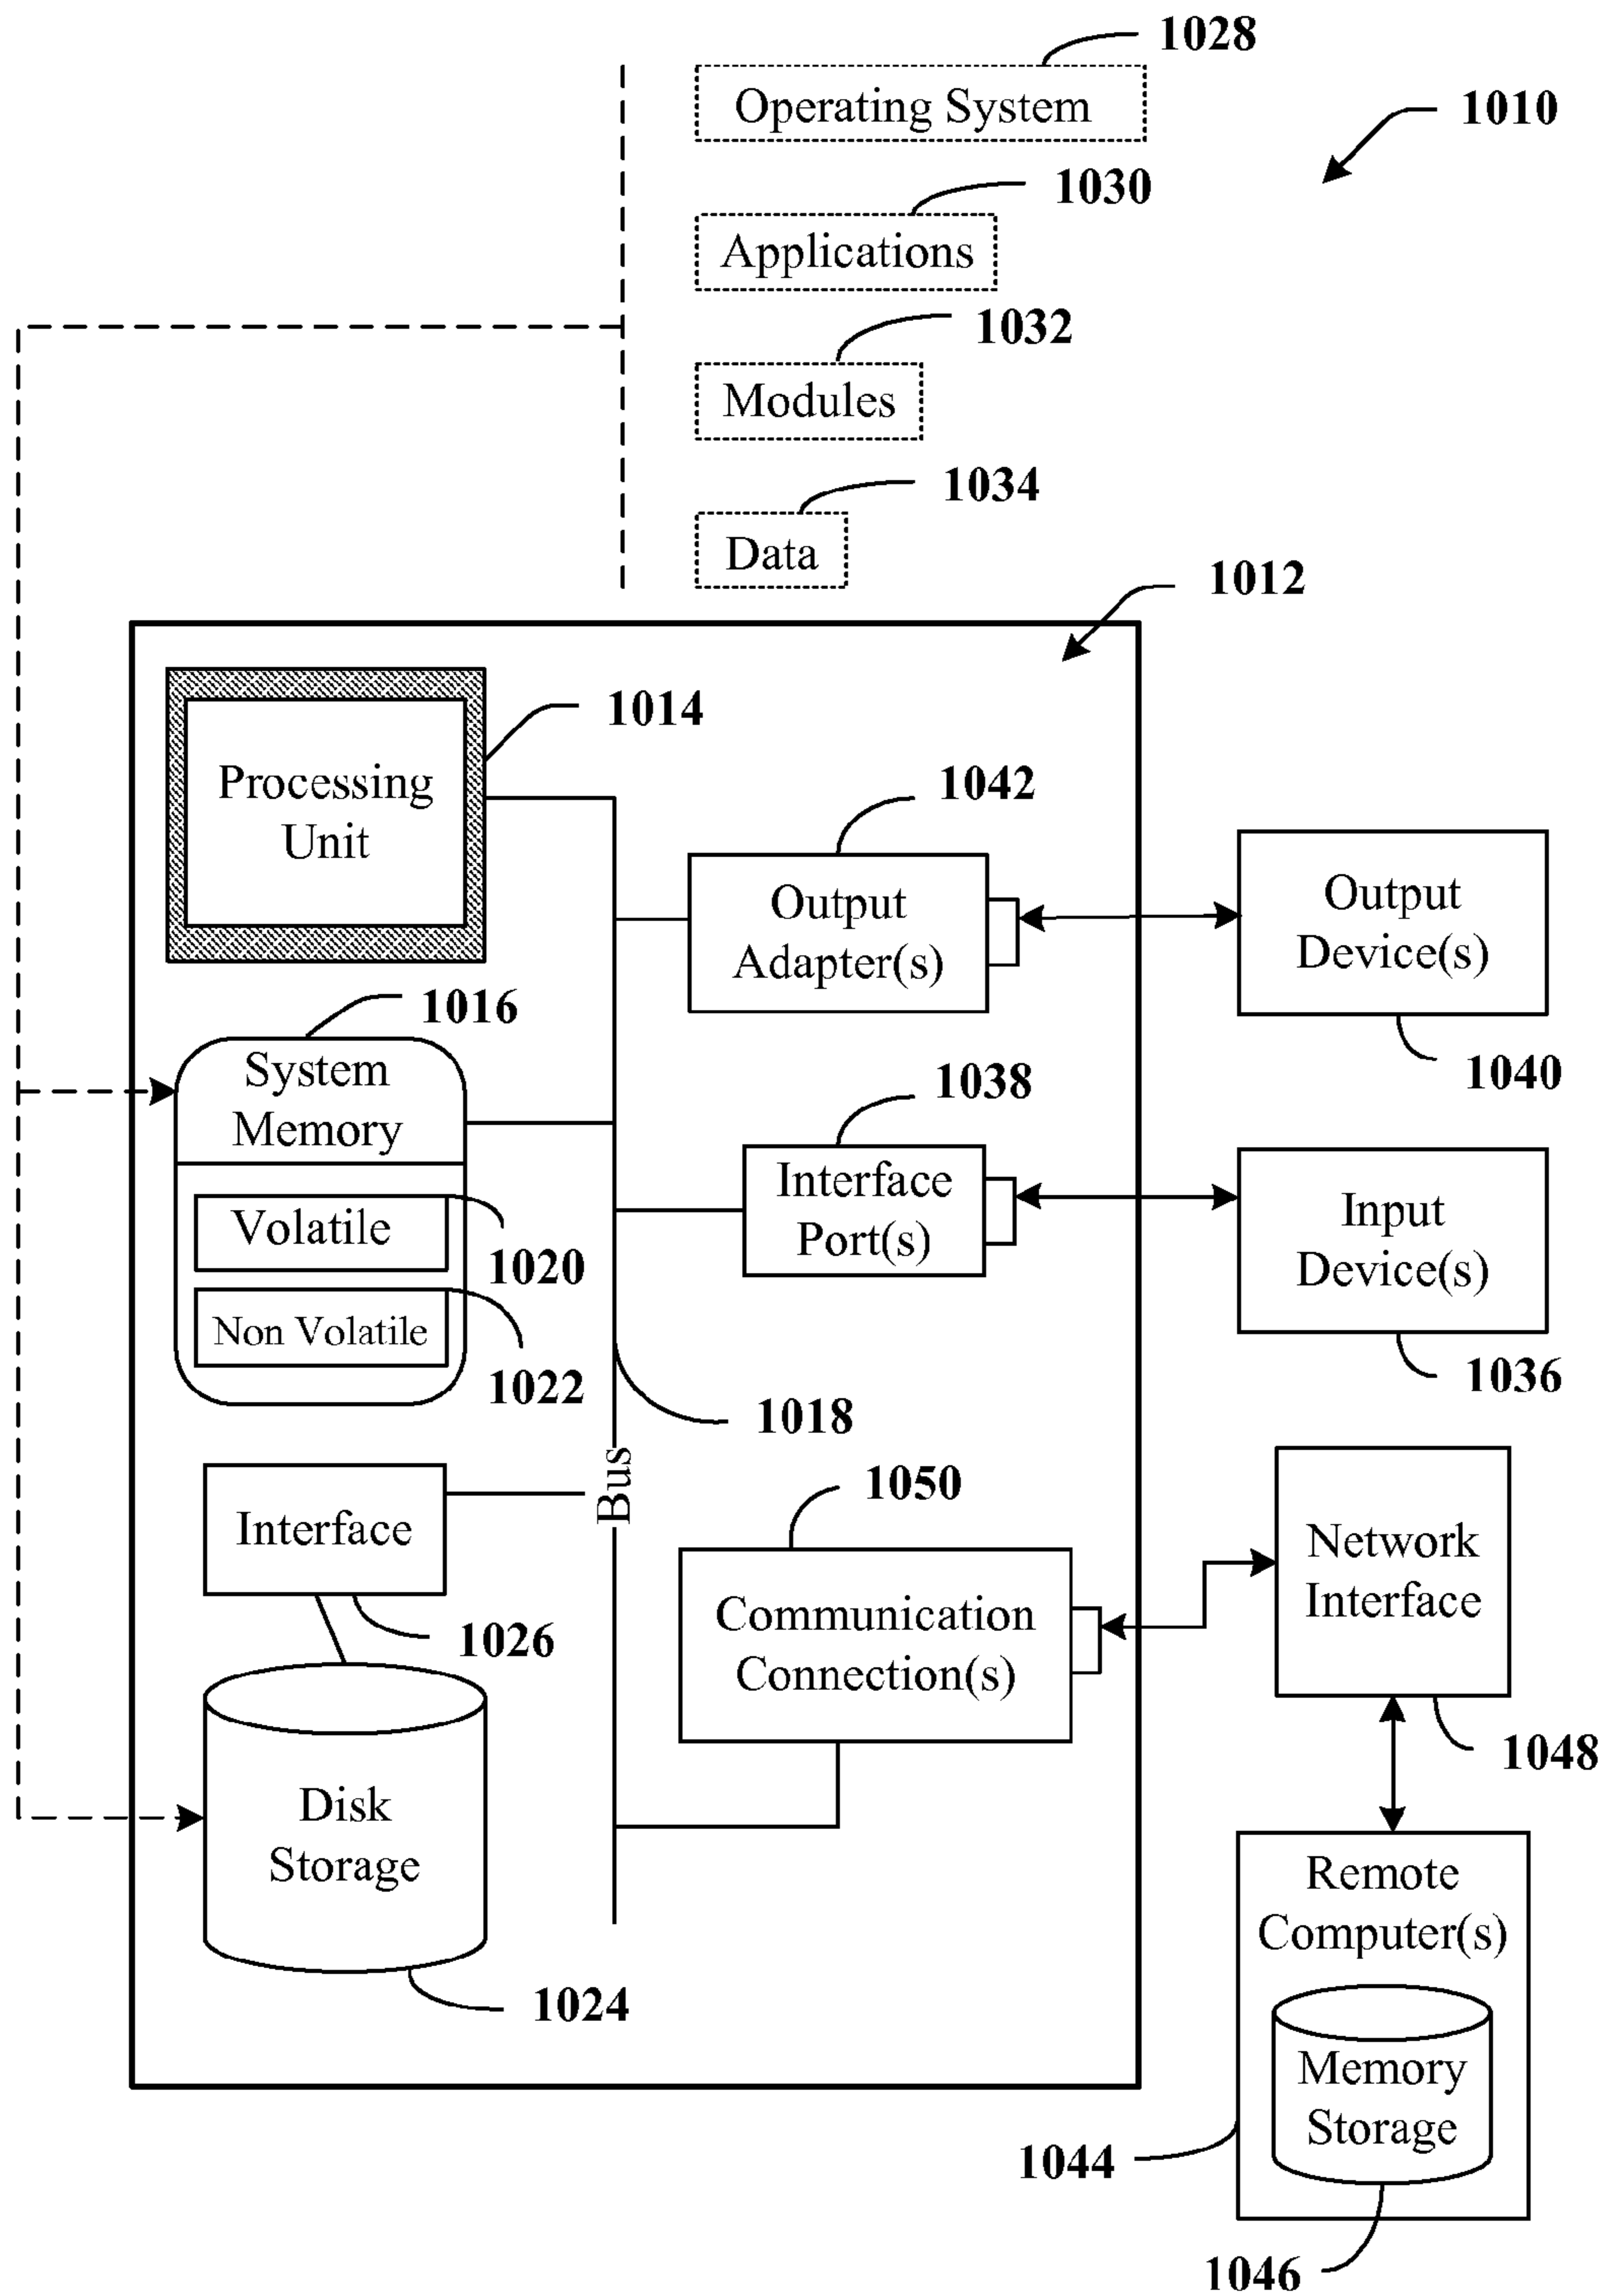 1028
Operating System
1010
1030
Applications
1032
Modules
1034
Data
1012
1014
Processing
Unit
1042
Output
Adapter(s)
Output
Device(s)
1040
1016
System
Memory
1038
Interface
Port(s)
Input
Device(s)
1036
Volatile
1020
Non Volatile
1022
1018
Bus
Interface
1026
1050
Communication
Connection(s)
Network
Interface
1048
Disk
Storage
1024
Remote
Computer(s)
Memory
Storage
1044
1046